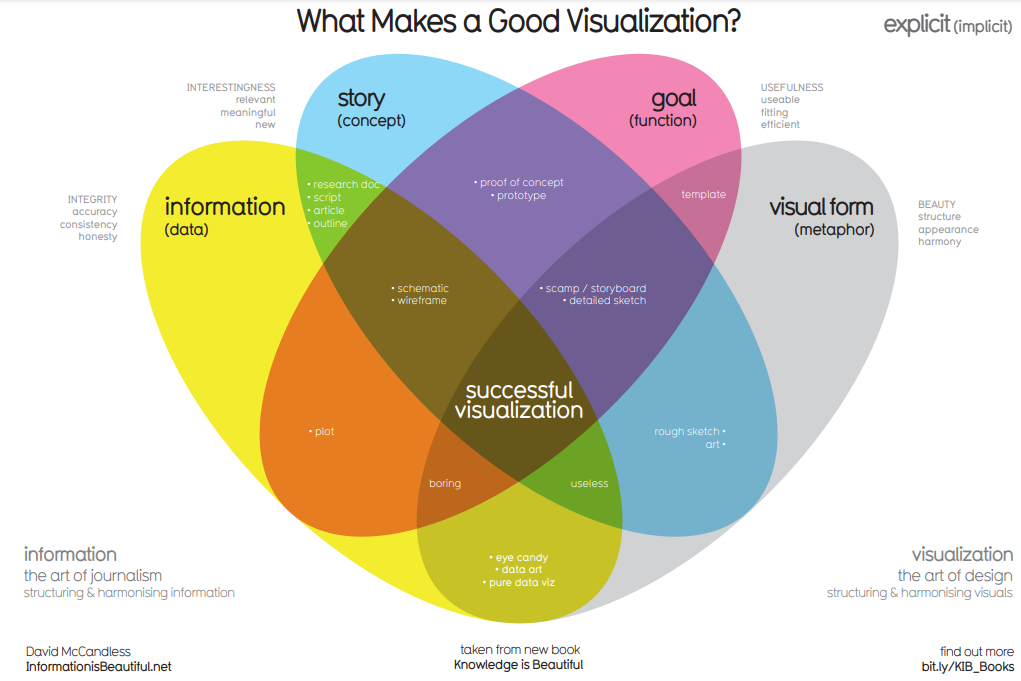 What Makes a Good Visualization?
explicit (implicit)
INTERESTINGNESS
relevant
meaningful
new
story
(concept)
goal
(function)
USEFULNESS
useable
fitting
efficient
INTEGRITY
accuracy
consistency
honesty
information
(data)
• research doc
• script
• article
• outline
• proof of concept
• prototype
template
visual form
(metaphor)
BEAUTY
structure
appearance
harmony
• schematic
• wireframe
• scamp / storyboard
• detailed sketch
successful
visualization
• plot
rough sketch •
art •
boring
useless
• eye candy
• data art
• pure data viz
information
the art of journalism
structuring & harmonising information
visualization
the art of design
structuring & harmonising visuals
David McCandless
InformationisBeautiful.net
taken from new book
Knowledge is Beautiful
find out more
bit.ly/KIB_Books